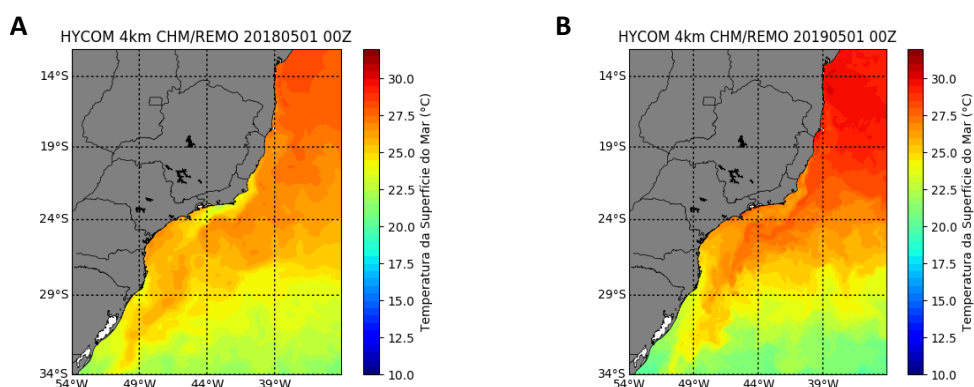 A
HYCOM 4km CHM/REMO 20180501 00Z
14°S
19°S
24°S
29°S
34°S
54°W
49°W
44°W
39°W
30.0
27.5
25.0
22.5
20.0
17.5
15.0
12.5
10.0
Temperatura da Superfície do Mar (°C)
B
HYCOM 4km CHM/REMO 20190501 00Z
14°S
19°S
24°S
29°S
34°S
54°W
49°W
44°W
39°W
30.0
27.5
25.0
22.5
20.0
17.5
15.0
12.5
10.0
Temperatura da Superfície do Mar (°C)